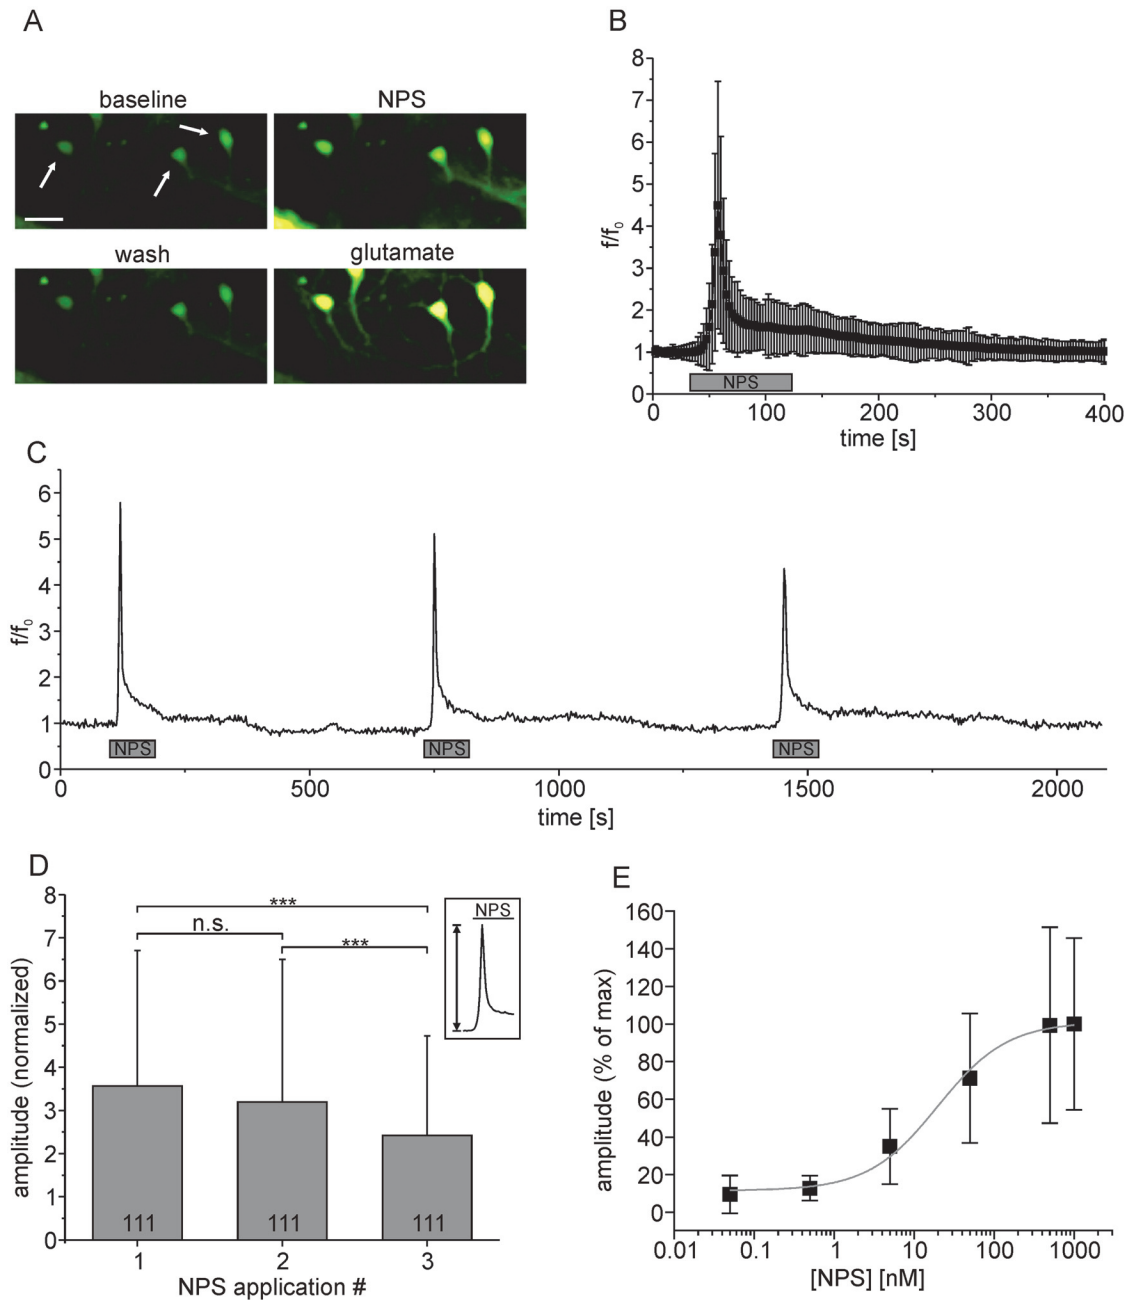 A
baseline
NPS
wash
glutamate
B
8
7
6
5
4
3
2
1
0
f/f0
NPS
0 100 200 300 400
time [s]
C
6
5
4
3
2
1
0
f/f0
NPS NPS NPS
0 500 1000 1500 2000
time [s]
D
8
7
6
5
4
3
2
1
0
amplitude (normalized)
***
n.s.
***
NPS
111 111 111
1 2 3
NPS application #
E
160
140
120
100
80
60
40
20
0
amplitude (% of max)
0.01 0.1 1 10 100 1000
[NPS] [nM]